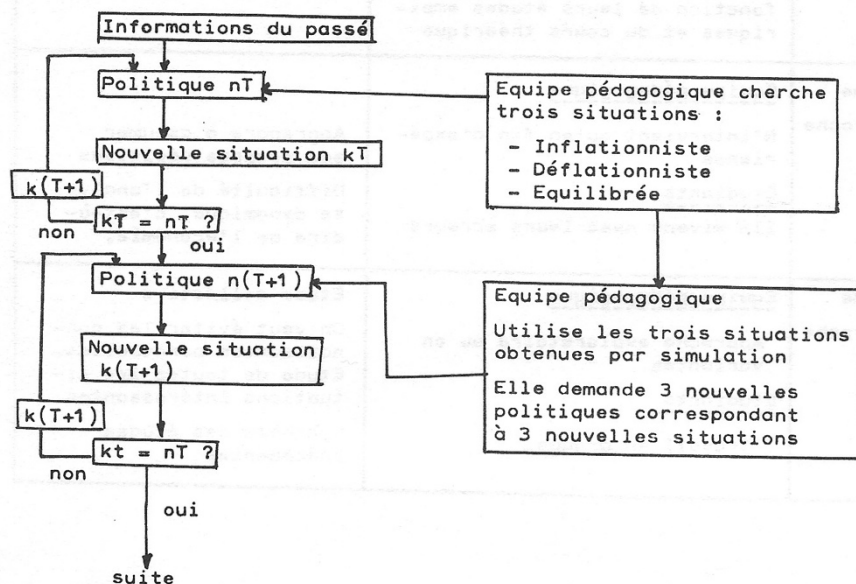 Informations du passé
Politique nT
Nouvelle situation kT
k(T+1)
non
kT = nT ?
oui
Politique n(T+1)
Nouvelle situation
k(T+1)
k(T+1)
kt = nT ?
non
oui
suite
Equipe pédagogique cherche
trois situations :
- Inflationniste
- Déflationniste
- Equilibrée
Equipe pédagogique
Utilise les trois situations
obtenues par simulation
Elle demande 3 nouvelles
politiques correspondant
à 3 nouvelles situations